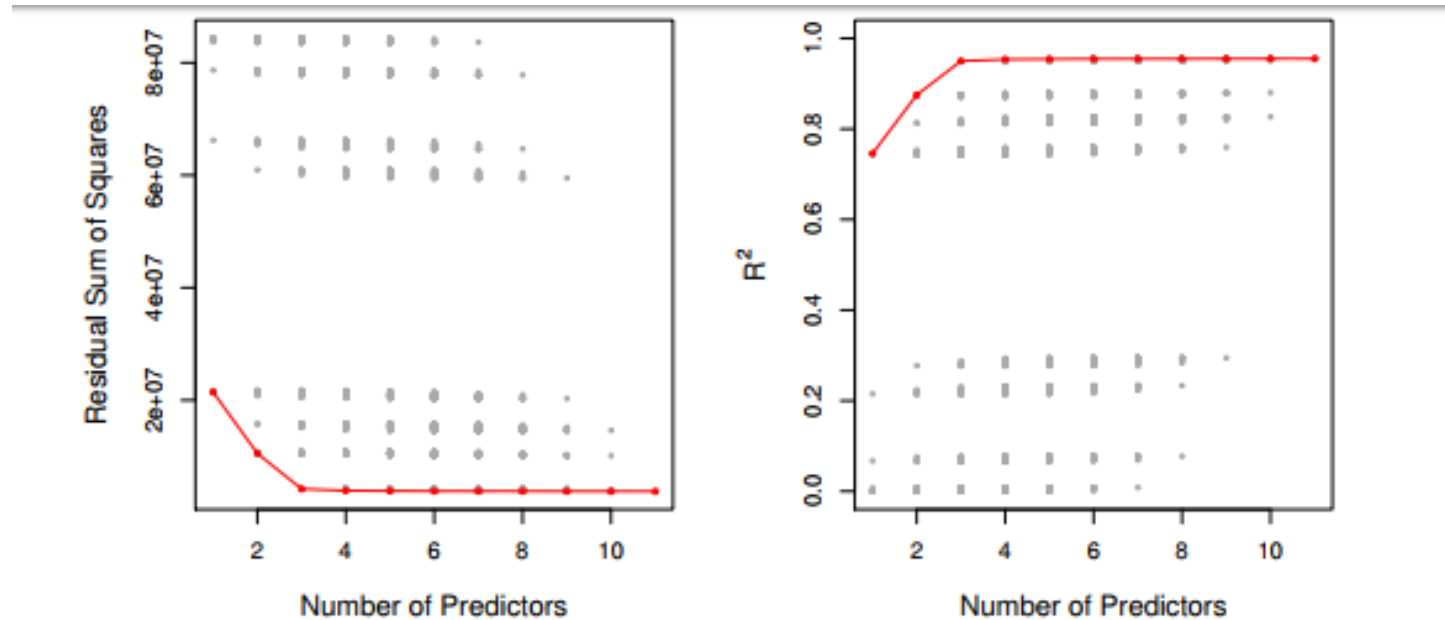 Residual Sum of Squares
8e+07
6e+07
4e+07
2e+07
2 4 6 8 10
Number of Predictors
R²
1.0
0.8
0.6
0.4
0.2
0.0
2 4 6 8 10
Number of Predictors